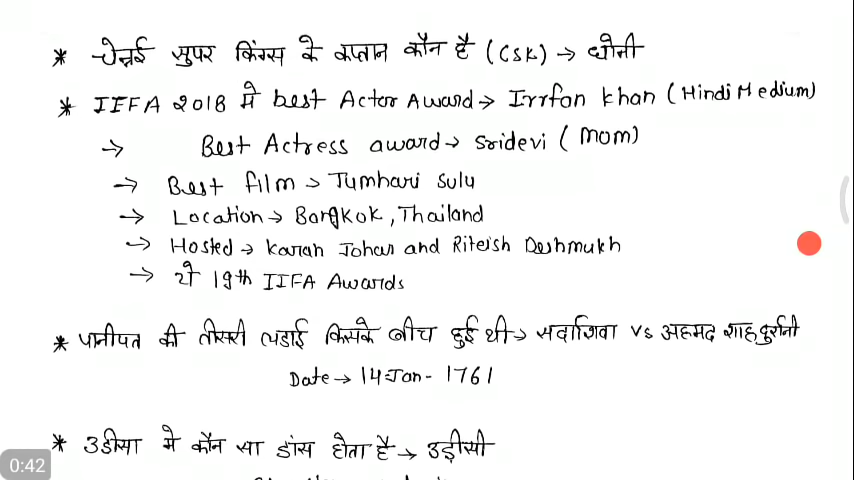 * चेन्नई सुपर किंग्स के कप्तान कौन है (CSK) → धोनी
* IIFA 2018 मे best Actor Award → Irrfan khan (Hindi Medium)
→ Best Actress award → Sridevi (mom)
→ Best film → Tumhari sulu
→ Location → Bangkok, Thailand
→ Hosted → Karan Johar and Riteish Deshmukh
→ ये 19th IIFA Awards
* पानीपत की तीसरी लडाई किसके बीच हुई थी → सदाशिवा vs अहमद शाह दुर्रानी
Date → 14-Jan-1761
* उडीसा मे कौन सा डांस होता है → उड़ीसी
0:42